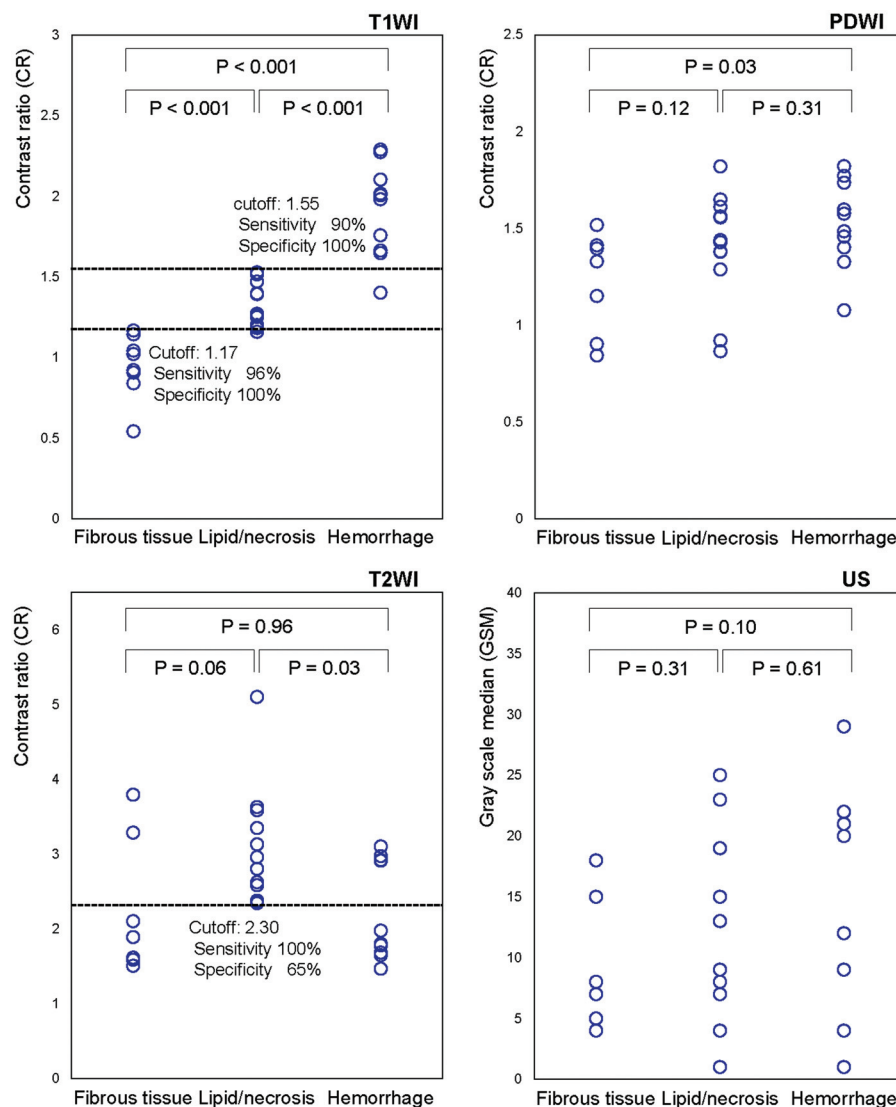 T1WI
Contrast ratio (CR)
3
2.5
2
1.5
1
0.5
0
P < 0.001
P < 0.001
P < 0.001
cutoff: 1.55
Sensitivity 90%
Specificity 100%
Cutoff: 1.17
Sensitivity 96%
Specificity 100%
Fibrous tissue Lipid/necrosis Hemorrhage
PDWI
Contrast ratio (CR)
2.5
2
1.5
1
0.5
0
P = 0.03
P = 0.12
P = 0.31
Fibrous tissue Lipid/necrosis Hemorrhage
T2WI
Contrast ratio (CR)
6
5
4
3
2
1
0
P = 0.96
P = 0.06
P = 0.03
Cutoff: 2.30
Sensitivity 100%
Specificity 65%
Fibrous tissue Lipid/necrosis Hemorrhage
US
Gray scale median (GSM)
40
35
30
25
20
15
10
5
0
P = 0.10
P = 0.31
P = 0.61
Fibrous tissue Lipid/necrosis Hemorrhage